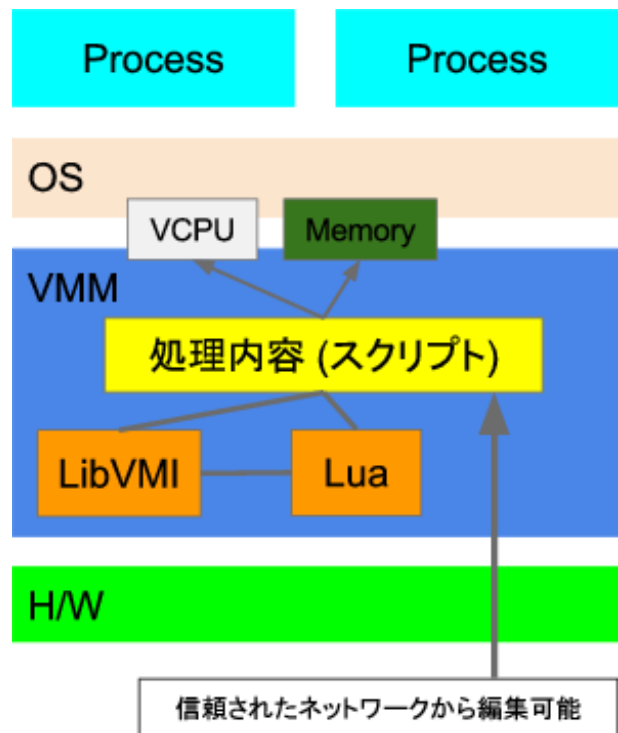 Process
Process
OS
VCPU
Memory
VMM
処理内容 (スクリプト)
LibVMI
Lua
H/W
信頼されたネットワークから編集可能